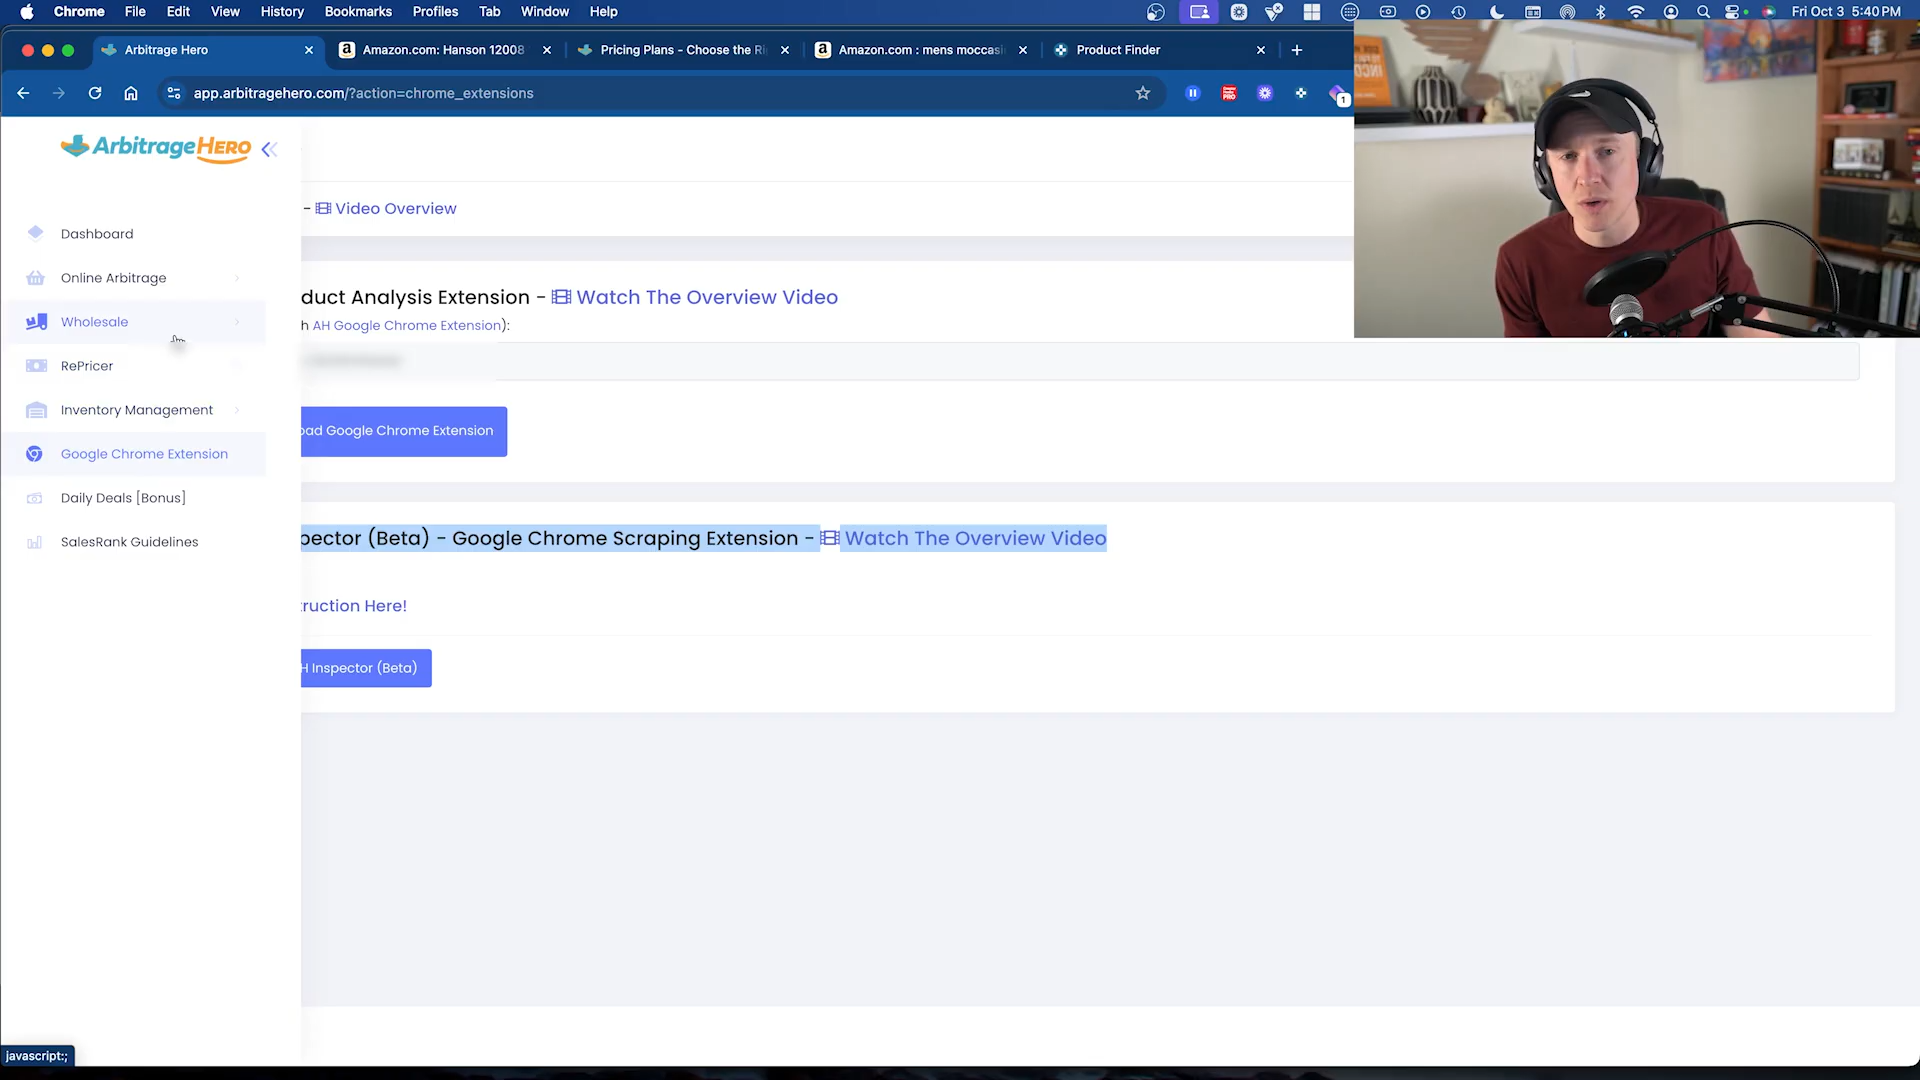 Chrome File Edit View History Bookmarks Profiles Tab Window Help
Fri Oct 3 5:40 PM
Arbitrage Hero
Amazon.com: Hanson 12008
Pricing Plans - Choose the Ri
Amazon.com : mens moccasi
Product Finder
app.arbitragehero.com/?action=chrome_extensions
1
ArbitrageHero
- Video Overview
Dashboard
Online Arbitrage
Wholesale
RePricer
Inventory Management
Google Chrome Extension
Daily Deals [Bonus]
SalesRank Guidelines
duct Analysis Extension - Watch The Overview Video
h AH Google Chrome Extension):
oad Google Chrome Extension
pector (Beta) - Google Chrome Scraping Extension - Watch The Overview Video
truction Here!
H Inspector (Beta)
javascript:;